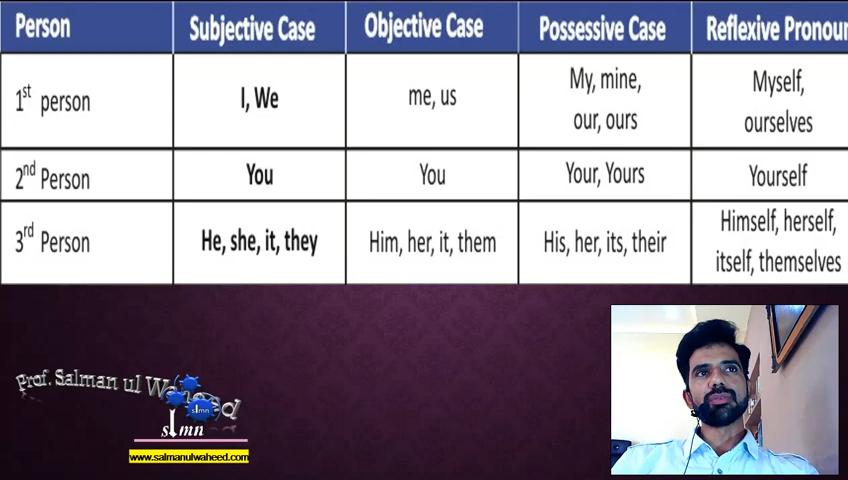 Person Subjective Case Objective Case Possessive Case Reflexive Pronoun
1st person I, We me, us My, mine, our, ours Myself, ourselves
2nd Person You You Your, Yours Yourself
3rd Person He, she, it, they Him, her, it, them His, her, its, their Himself, herself, itself, themselves
Prof. Salman ul Waheed
slmn
slmn
www.salmanulwaheed.com